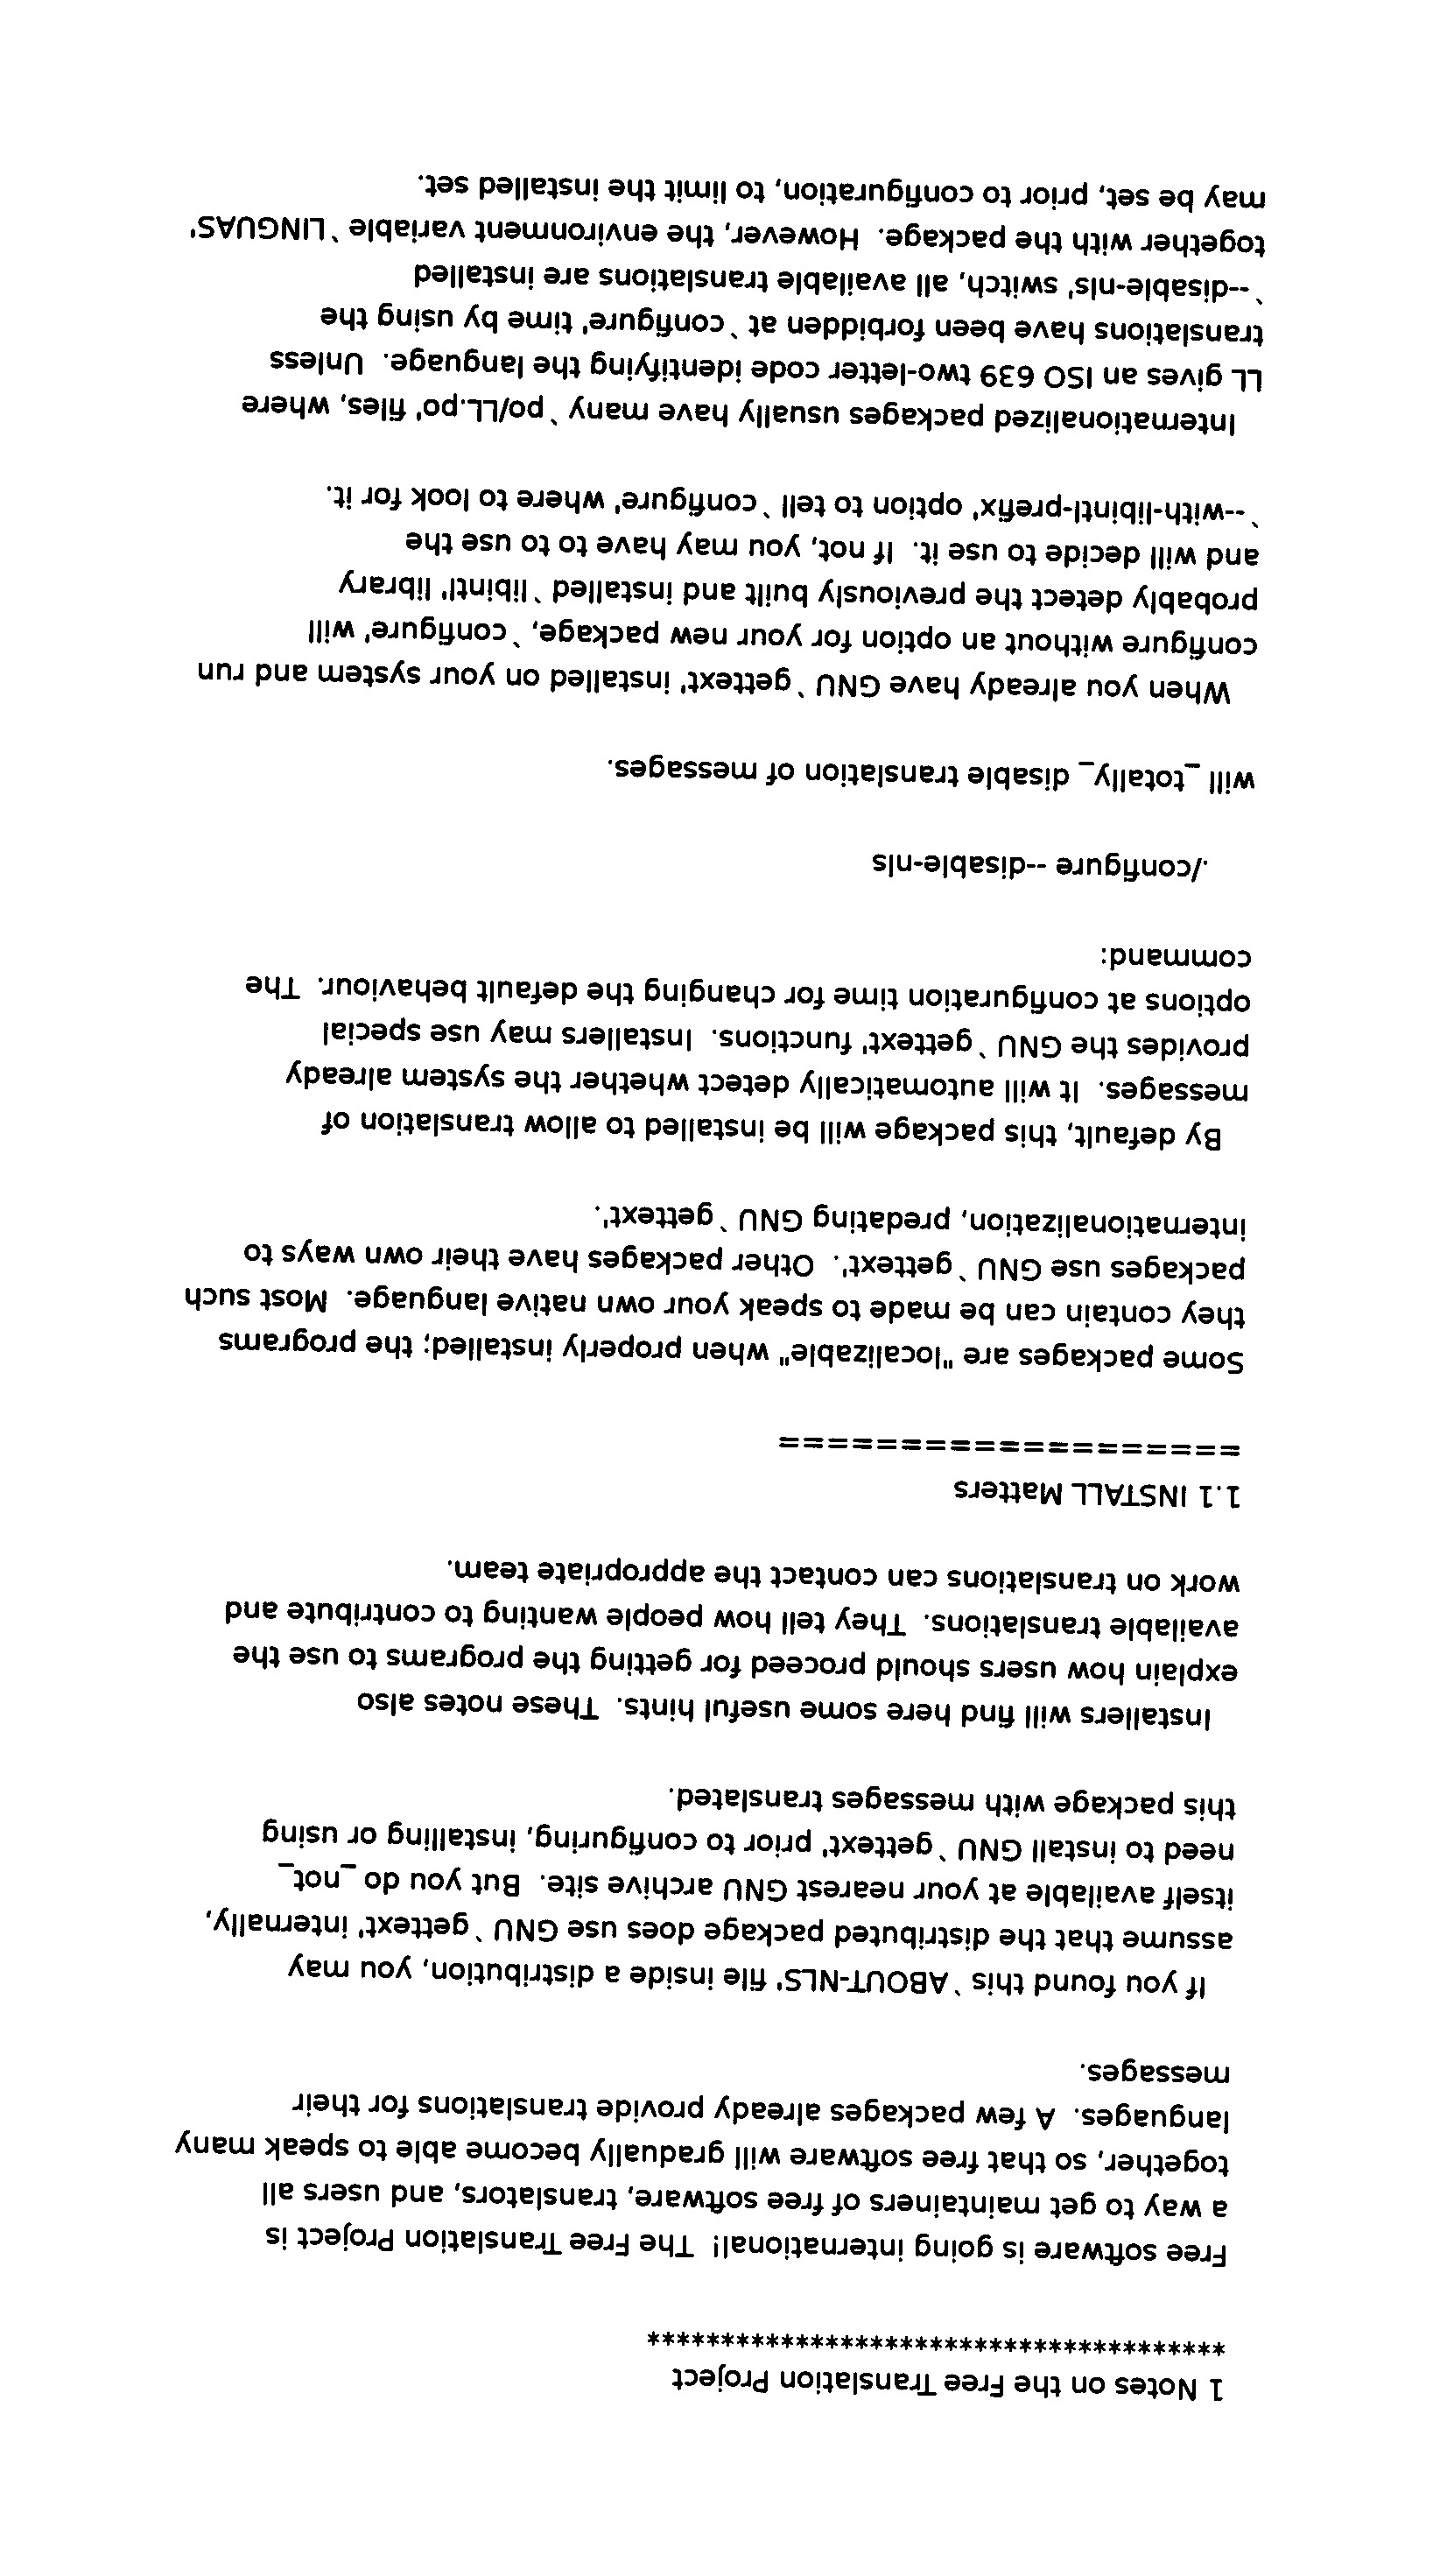 1 Notes on the Free Translation Project
***************************************
Free software is going international!  The Free Translation Project is
a way to get maintainers of free software, translators, and users all
together, so that free software will gradually become able to speak many
languages.  A few packages already provide translations for their
messages.
If you found this `ABOUT-NLS' file inside a distribution, you may
assume that the distributed package does use GNU `gettext' internally,
itself available at your nearest GNU archive site.  But you do _not_
need to install GNU `gettext' prior to configuring, installing or using
this package with messages translated.
Installers will find here some useful hints.  These notes also
explain how users should proceed for getting the programs to use the
available translations.  They tell how people wanting to contribute and
work on translations can contact the appropriate team.
1.1 INSTALL Matters
===================
Some packages are "localizable" when properly installed; the programs
they contain can be made to speak your own native language.  Most such
packages use GNU `gettext'.  Other packages have their own ways to
internationalization, predating GNU `gettext'.
By default, this package will be installed to allow translation of
messages.  It will automatically detect whether the system already
provides the GNU `gettext' functions.  Installers may use special
options at configuration time for changing the default behaviour.  The
command:
./configure --disable-nls
will _totally_ disable translation of messages.
When you already have GNU `gettext' installed on your system and run
configure without an option for your new package, `configure' will
probably detect the previously built and installed `libintl' library
and will decide to use it.  If not, you may have to to use the
`--with-libintl-prefix' option to tell `configure' where to look for it.
Internationalized packages usually have many `po/LL.po' files, where
LL gives an ISO 639 two-letter code identifying the language.  Unless
translations have been forbidden at `configure' time by using the
`--disable-nls' switch, all available translations are installed
together with the package.  However, the environment variable `LINGUAS'
may be set, prior to configuration, to limit the installed set.